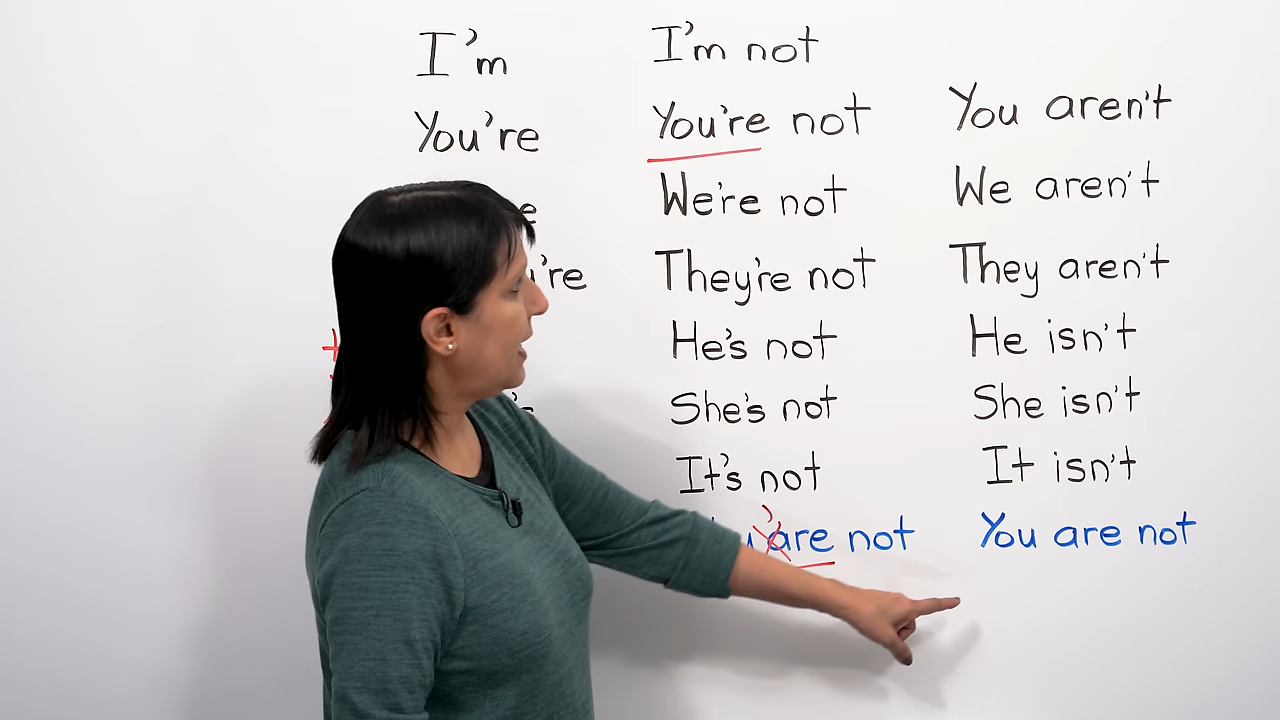 I'm I'm not
You're You're not You aren't
We're not We aren't
They're not They aren't
He's not He isn't
She's not She isn't
It's not It isn't
are not You are not